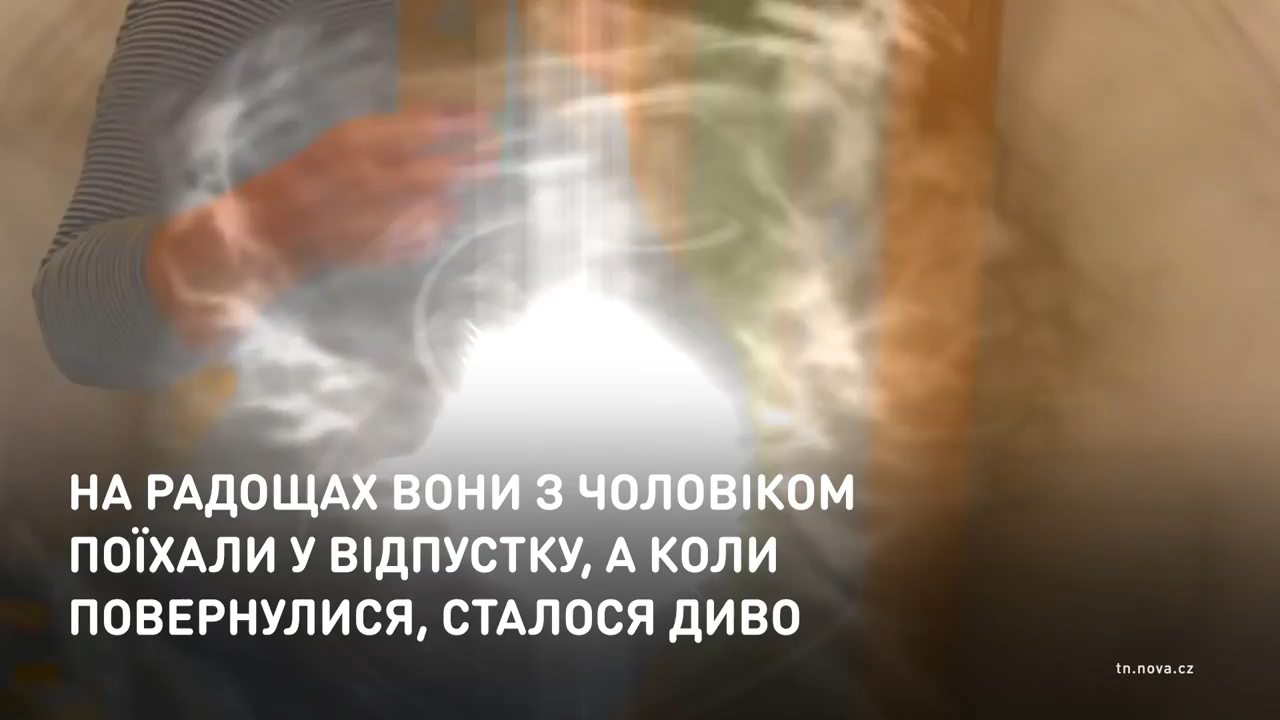 НА РАДОЩАХ ВОНИ З ЧОЛОВІКОМ
ПОЇХАЛИ У ВІДПУСТКУ, А КОЛИ
ПОВЕРНУЛИСЯ, СТАЛОСЯ ДИВО
tn.nova.cz